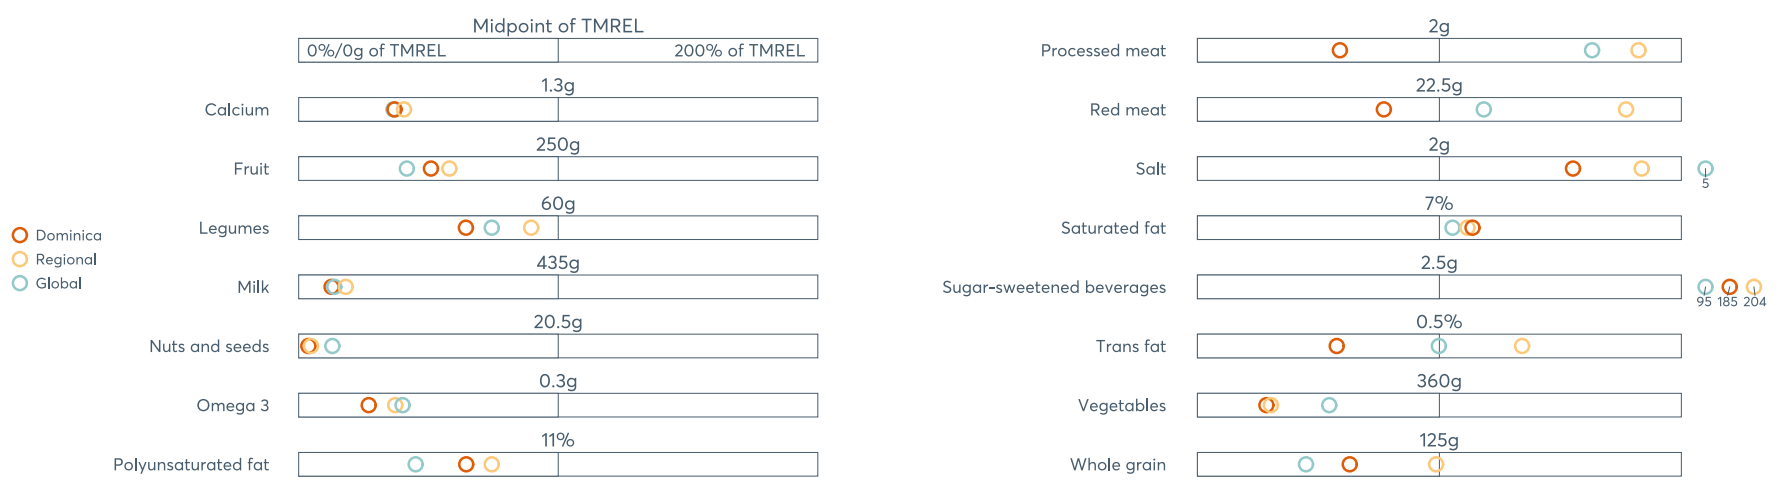 Midpoint of TMREL
0%/0g of TMREL 200% of TMREL
1.3g
Calcium
250g
Fruit
60g
Legumes
435g
Milk
20.5g
Nuts and seeds
0.3g
Omega 3
11%
Polyunsaturated fat
Dominica
Regional
Global
2g
Processed meat
22.5g
Red meat
2g
Salt
5
7%
Saturated fat
2.5g
Sugar-sweetened beverages
95 185 204
0.5%
Trans fat
360g
Vegetables
125g
Whole grain